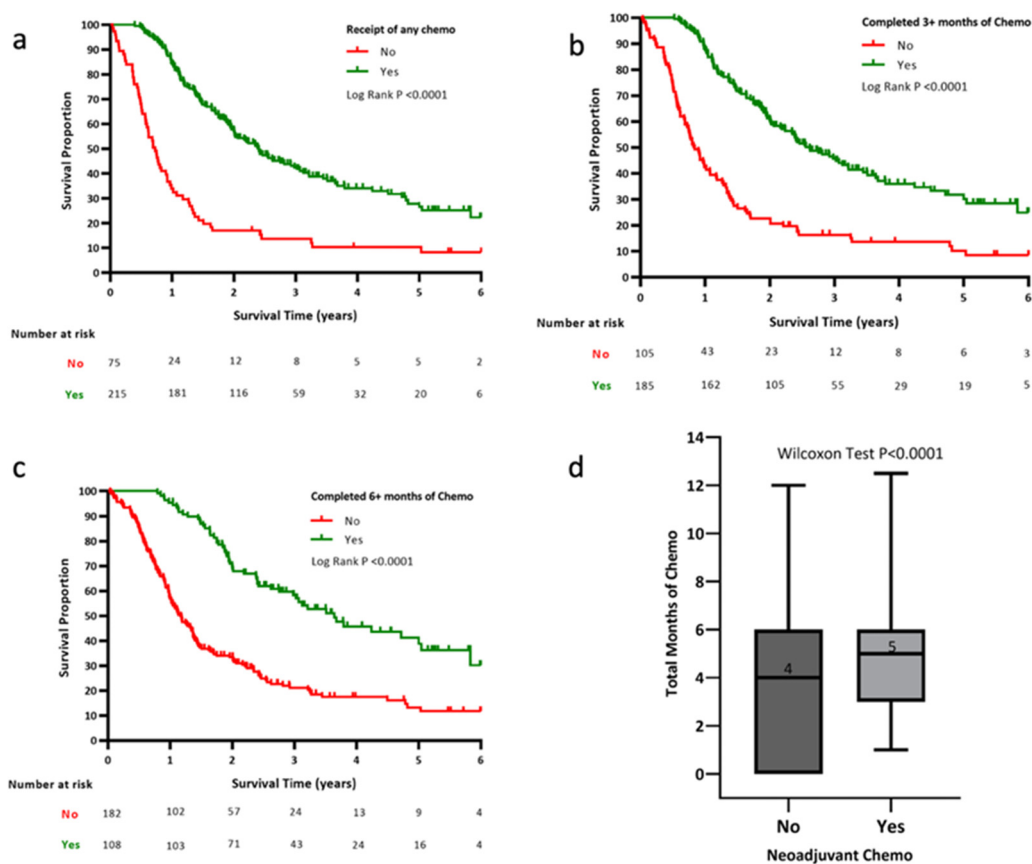 a
Receipt of any chemo
No
Yes
Log Rank P <0.0001
Survival Proportion
100
90
80
70
60
50
40
30
20
10
0
0 1 2 3 4 5 6
Survival Time (years)
Number at risk
No 75 24 12 8 5 5 2
Yes 215 181 116 59 32 20 6
b
Completed 3+ months of Chemo
No
Yes
Log Rank P <0.0001
Survival Proportion
100
90
80
70
60
50
40
30
20
10
0
0 1 2 3 4 5 6
Survival Time (years)
Number at risk
No 105 43 23 12 8 6 3
Yes 185 162 105 55 29 19 5
c
Completed 6+ months of Chemo
No
Yes
Log Rank P <0.0001
Survival Proportion
100
90
80
70
60
50
40
30
20
10
0
0 1 2 3 4 5 6
Survival Time (years)
Number at risk
No 182 102 57 24 13 9 4
Yes 108 103 71 43 24 16 4
d
Wilcoxon Test P<0.0001
Total Months of Chemo
14
12
10
8
6
4
2
0
4
5
No Yes
Neoadjuvant Chemo